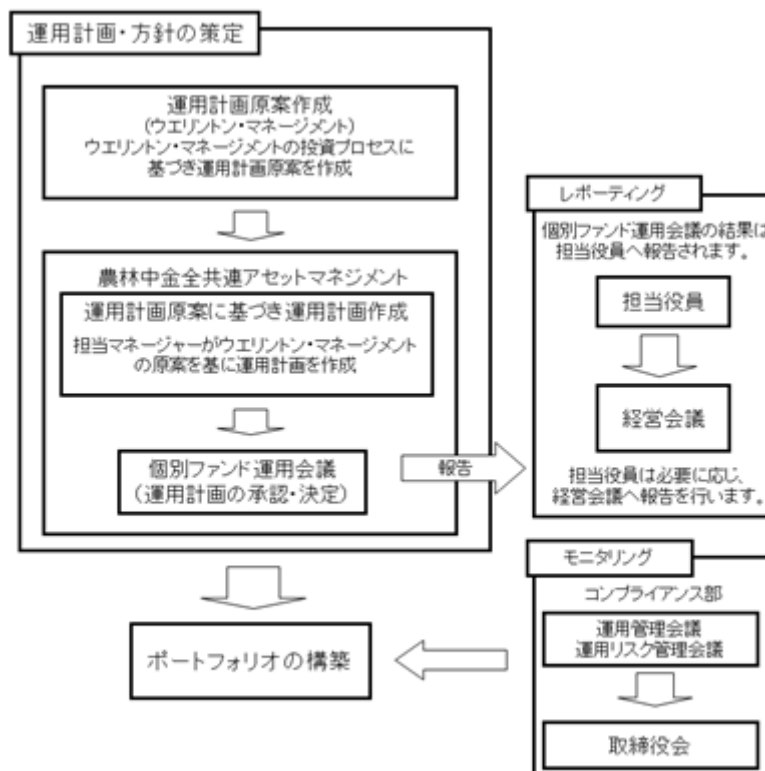 運用計画・方針の策定
運用計画原案作成
(ウエリントン・マネージメント)
ウエリントン・マネージメントの投資プロセスに
基づき運用計画原案を作成
農林中金全共連アセットマネジメント
運用計画原案に基づき運用計画作成
担当マネージャーがウエリントン・マネージメント
の原案を基に運用計画を作成
個別ファンド運用会議
(運用計画の承認・決定)
報告
レポーティング
個別ファンド運用会議の結果は
担当役員へ報告されます。
担当役員
経営会議
担当役員は必要に応じ、
経営会議へ報告を行います。
モニタリング
コンプライアンス部
運用管理会議
運用リスク管理会議
取締役会
ポートフォリオの構築